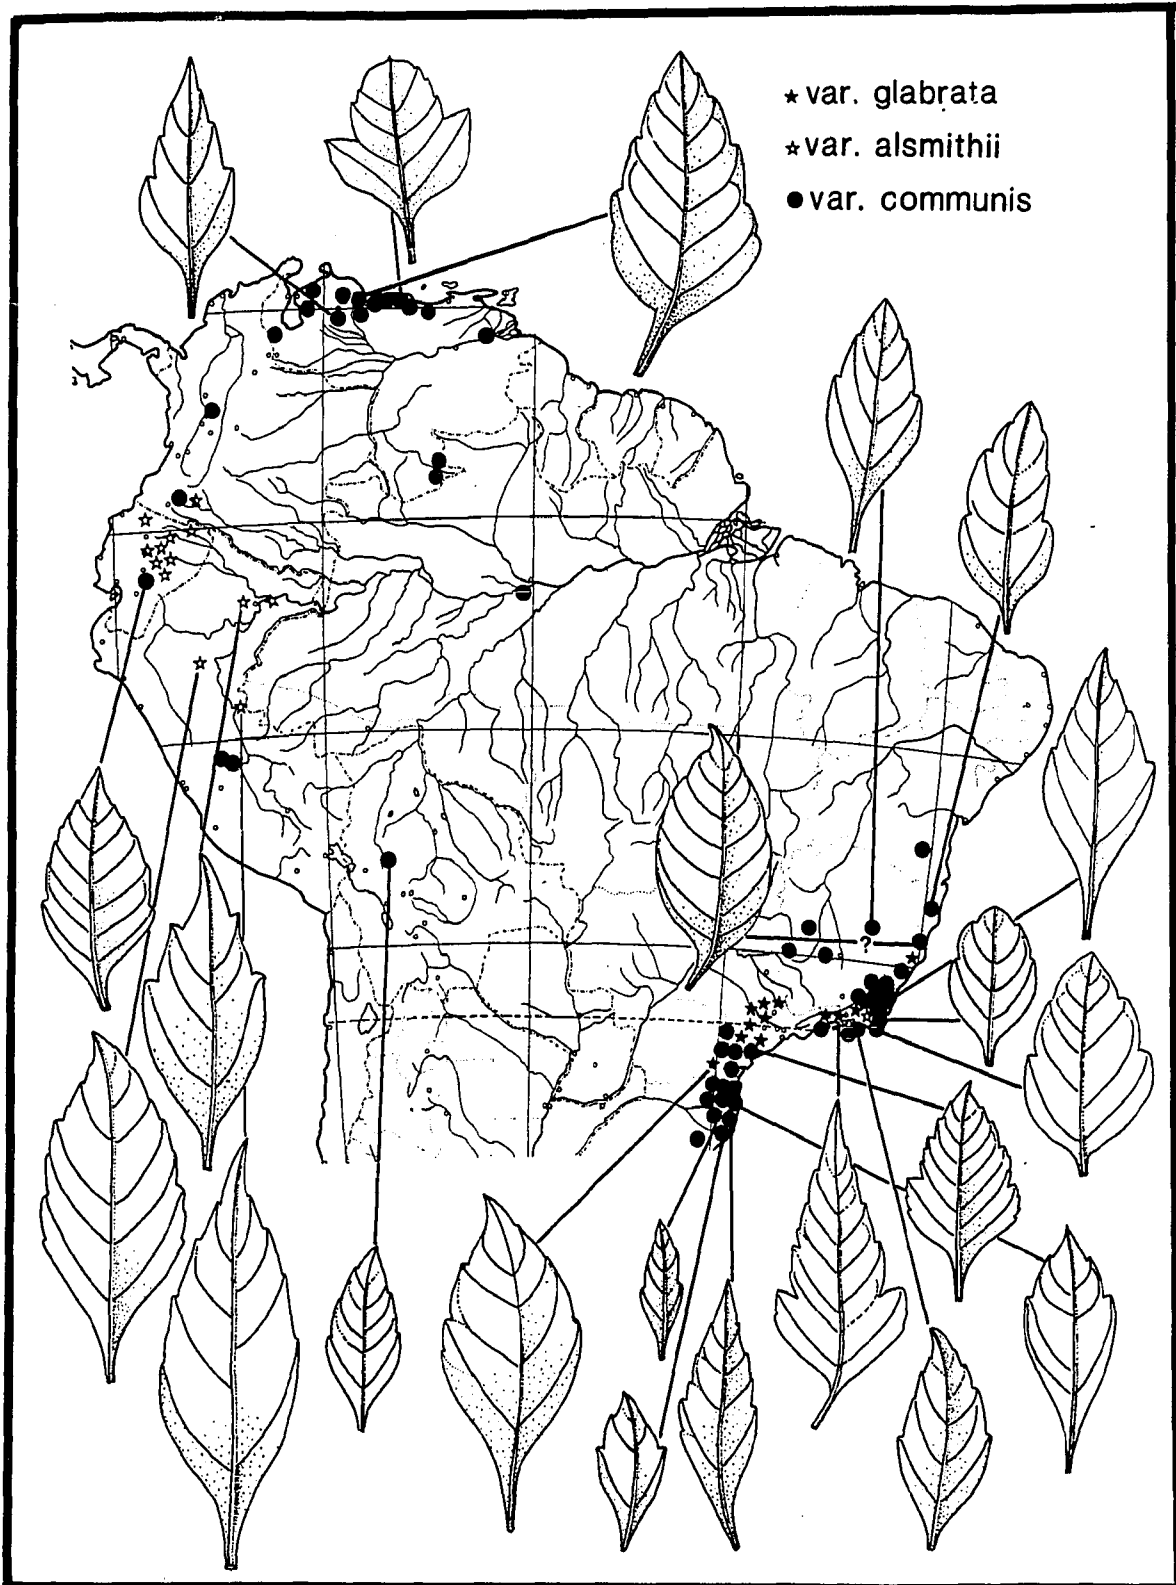 ★ var. glabrata
☆ var. alsmithii
● var. communis
?